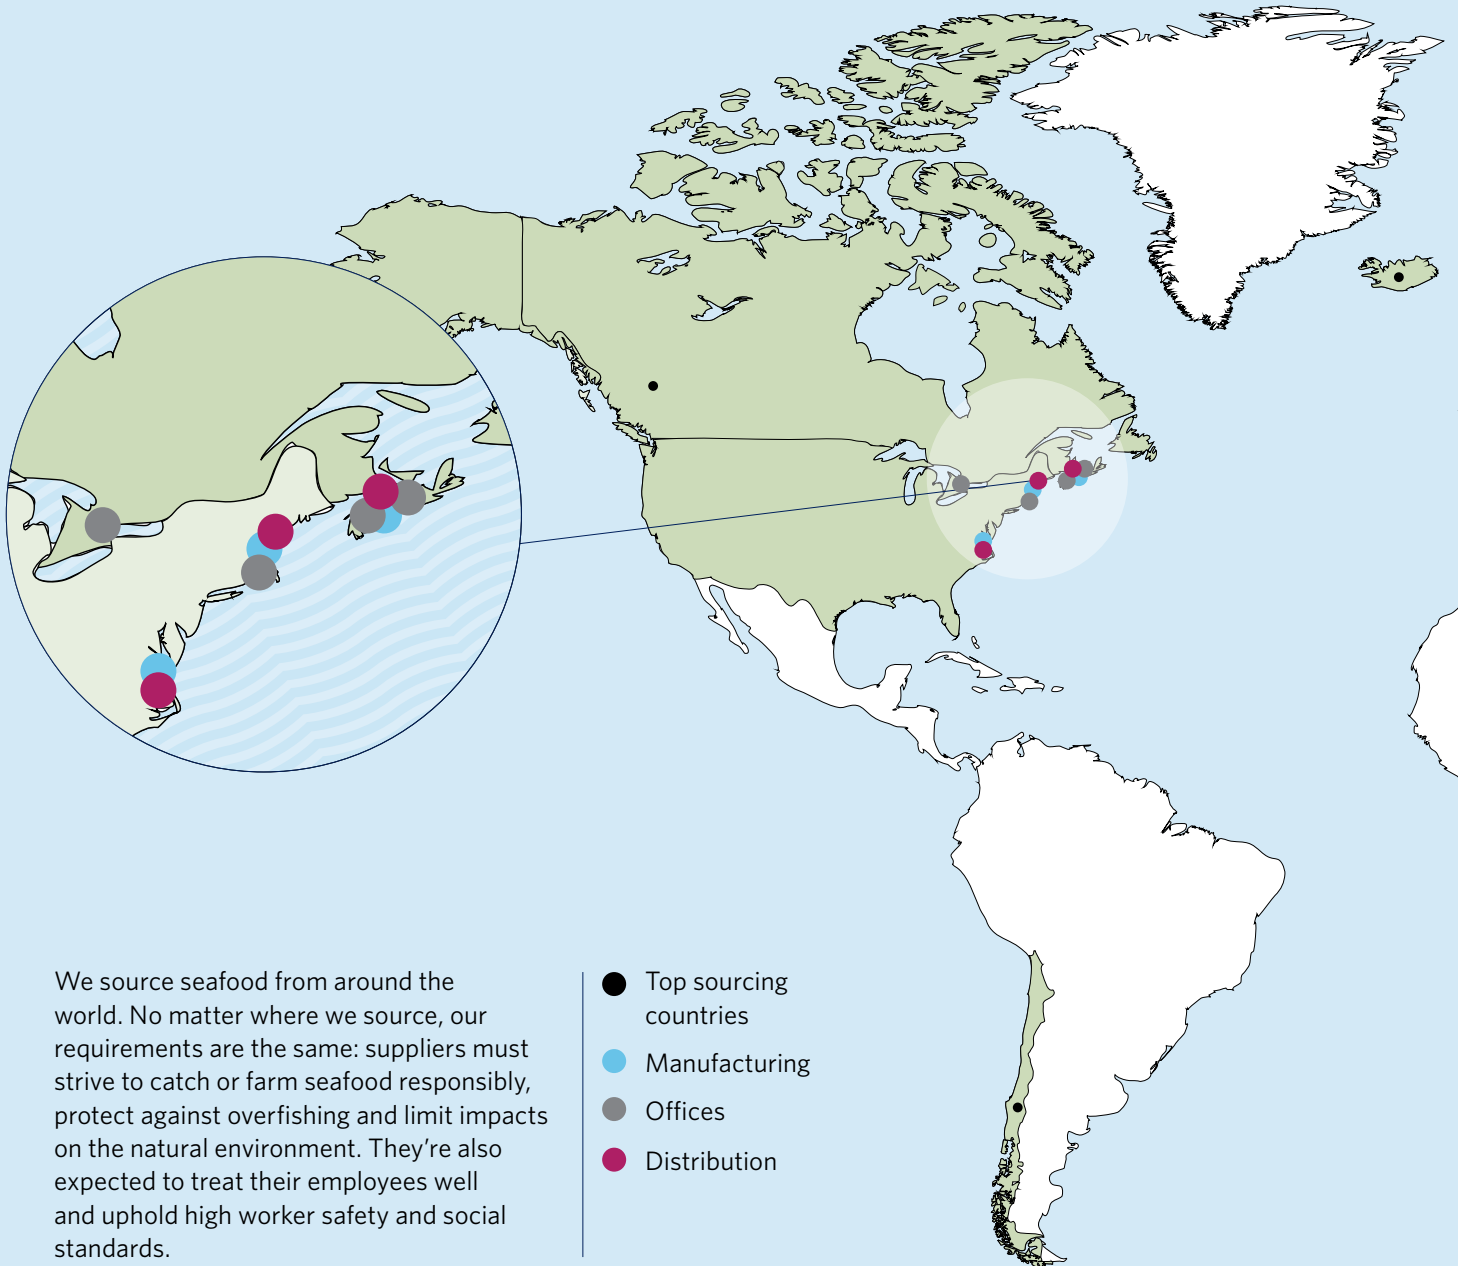 We source seafood from around the
world. No matter where we source, our
requirements are the same: suppliers must
strive to catch or farm seafood responsibly,
protect against overfishing and limit impacts
on the natural environment. They’re also
expected to treat their employees well
and uphold high worker safety and social
standards.
Top sourcing
countries
Manufacturing
Offices
Distribution